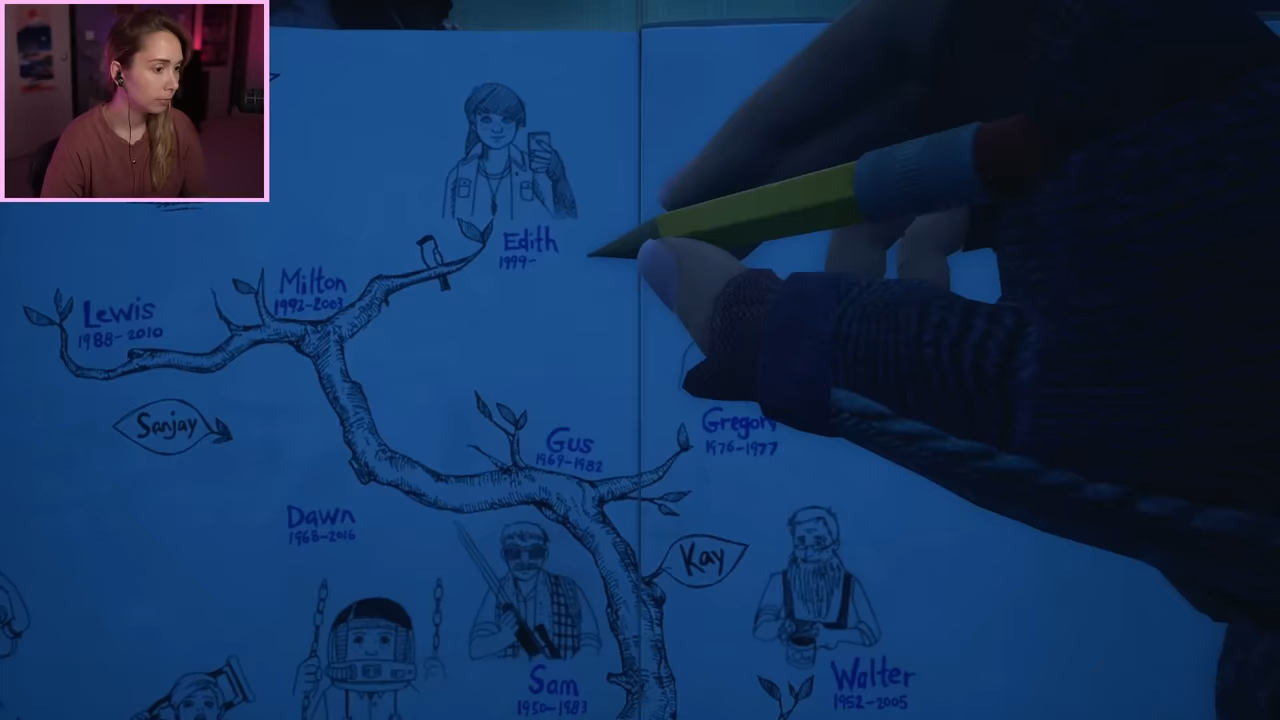 Edith
1999-
Milton
1992-2003
Lewis
1988-2010
Sanjay
Gregory
1976-1977
Gus
1969-1982
Dawn
1968-2016
Kay
Sam
1950-1983
Walter
1952-2005